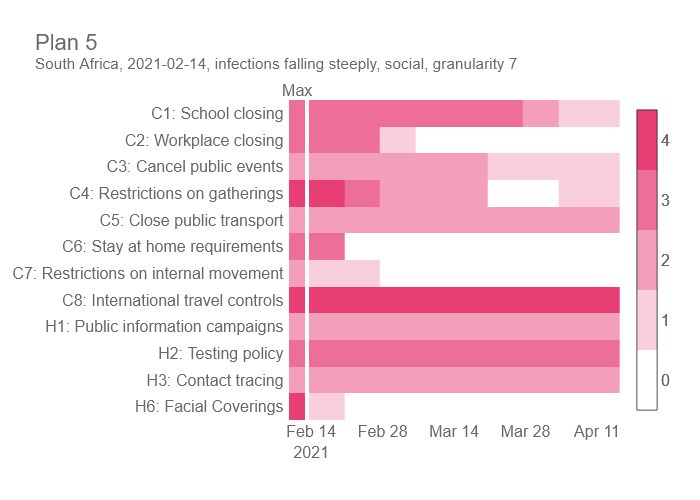 Plan 5
South Africa, 2021-02-14, infections falling steeply, social, granularity 7
Max
C1: School closing
C2: Workplace closing
C3: Cancel public events
C4: Restrictions on gatherings
C5: Close public transport
C6: Stay at home requirements
C7: Restrictions on internal movement
C8: International travel controls
H1: Public information campaigns
H2: Testing policy
H3: Contact tracing
H6: Facial Coverings
Feb 14 Feb 28 Mar 14 Mar 28 Apr 11
2021
4
3
2
1
0